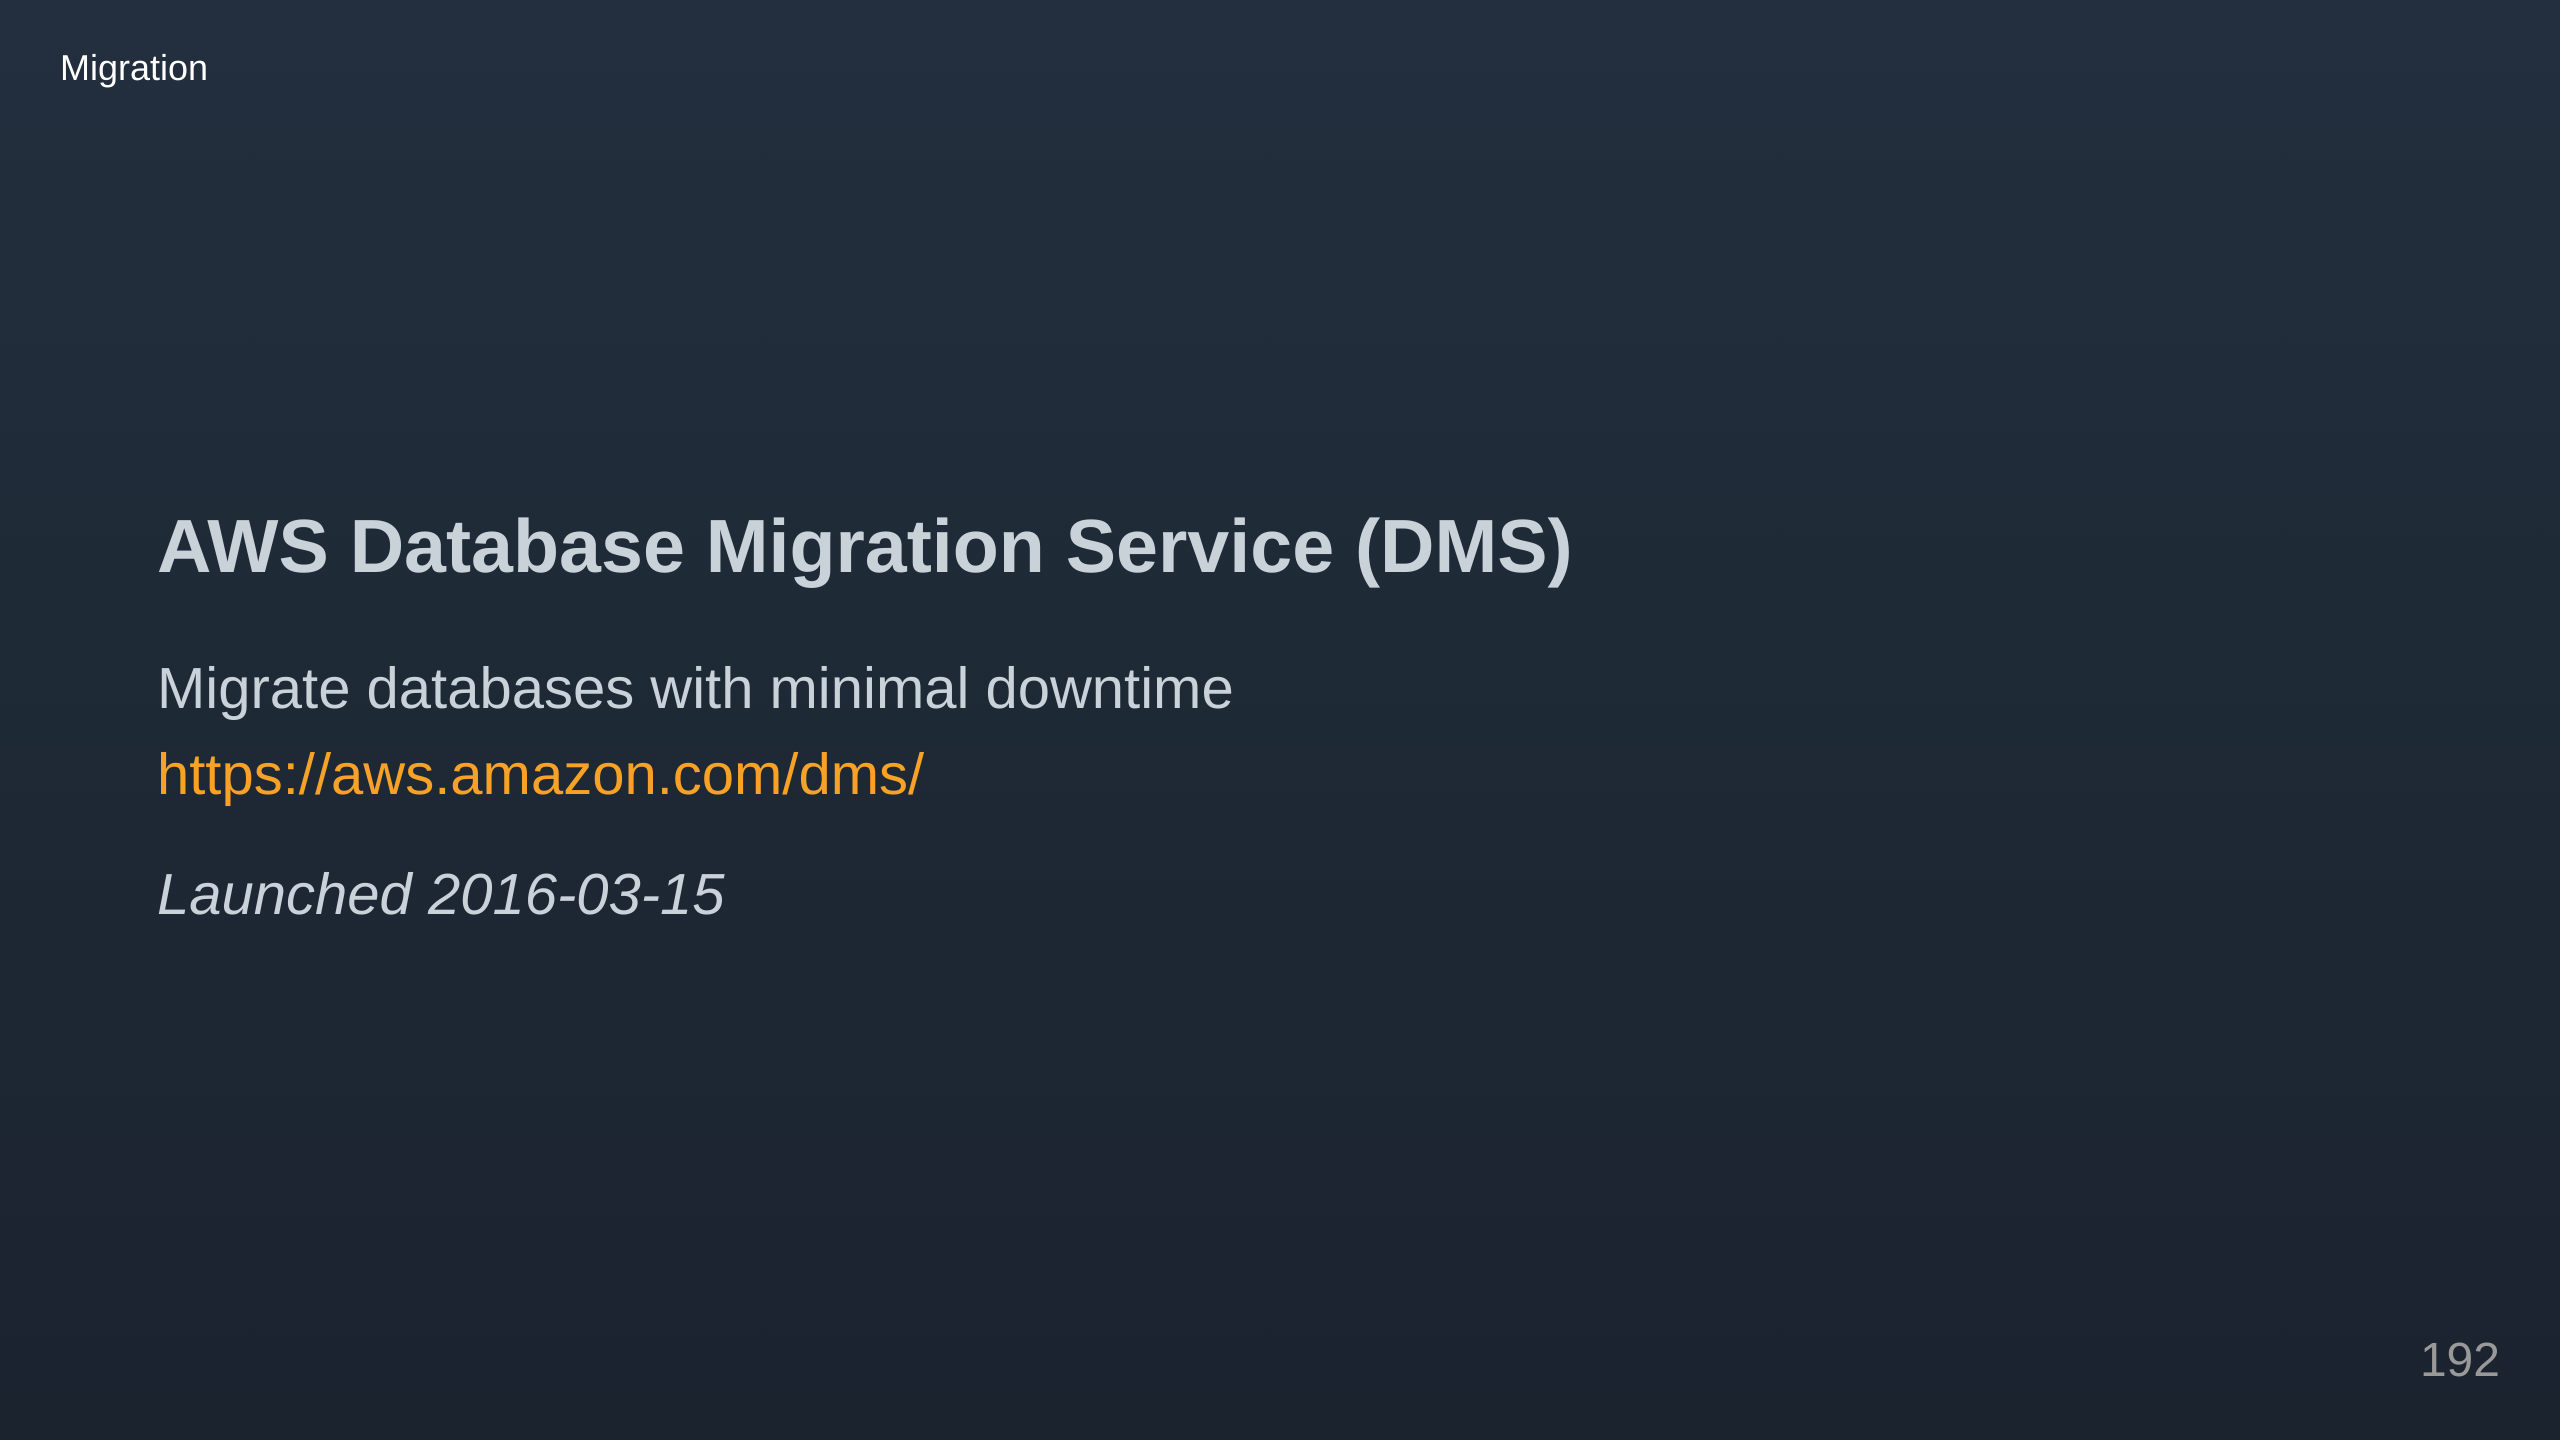 Migration
AWS Database Migration Service (DMS)
Migrate databases with minimal downtime
https://aws.amazon.com/dms/
Launched 2016-03-15
192